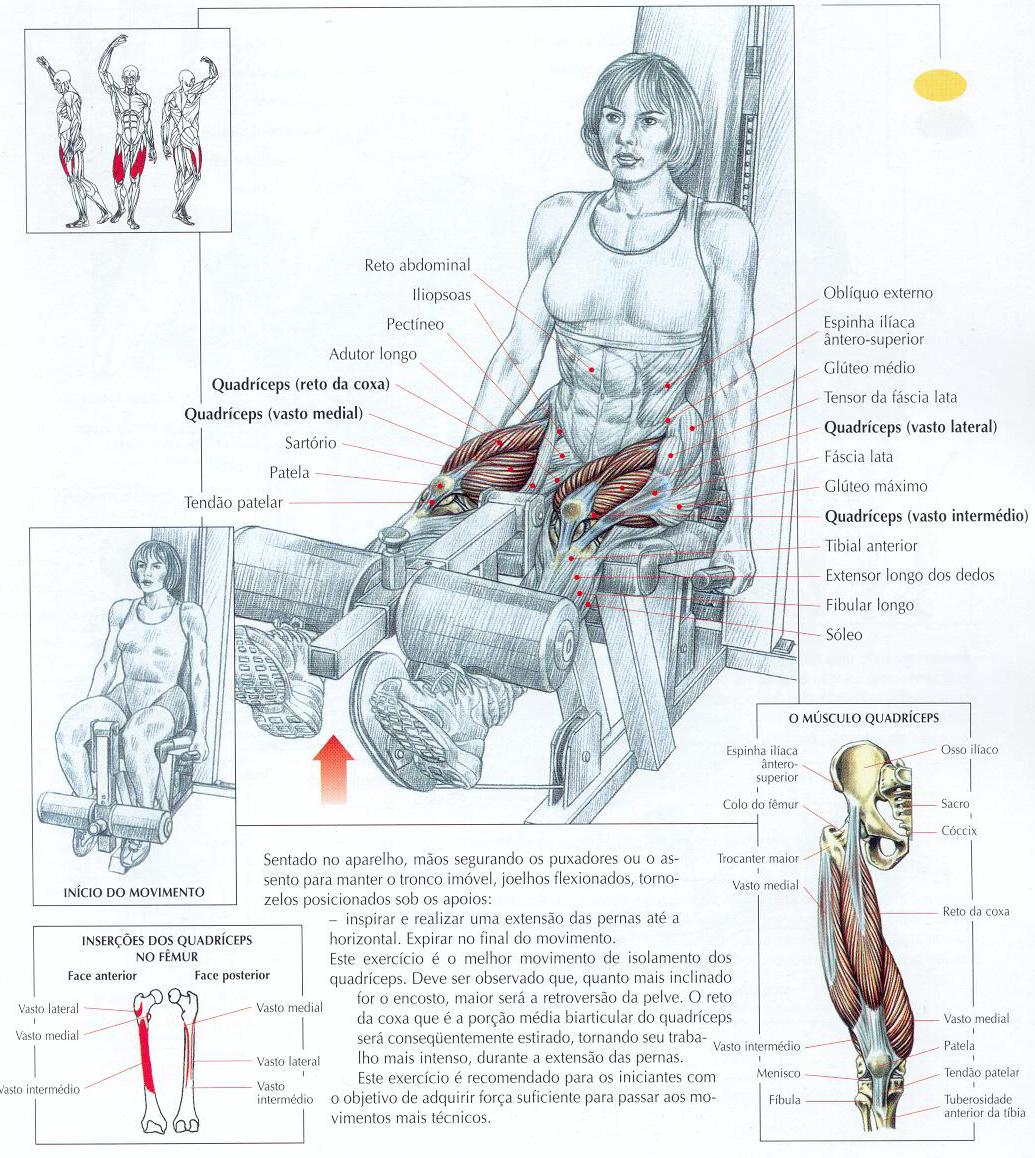 Reto abdominal
Iliopsoas
Pectíneo
Adutor longo
Quadríceps (reto da coxa)
Quadríceps (vasto medial)
Sartório
Patela
Tendão patelar
Oblíquo externo
Espinha ilíaca
ântero-superior
Glúteo médio
Tensor da fáscia lata
Quadríceps (vasto lateral)
Fáscia lata
Glúteo máximo
Quadríceps (vasto intermédio)
Tibial anterior
Extensor longo dos dedos
Fibular longo
Sóleo
INÍCIO DO MOVIMENTO
Sentado no aparelho, mãos segurando os puxadores ou o as-
sento para manter o tronco imóvel, joelhos flexionados, torno-
zelos posicionados sob os apoios:
– inspirar e realizar uma extensão das pernas até a
horizontal. Expirar no final do movimento.
Este exercício é o melhor movimento de isolamento dos
quadríceps. Deve ser observado que, quanto mais inclinado
for o encosto, maior será a retroversão da pelve. O reto
da coxa que é a porção média biarticular do quadríceps
será conseqüentemente estirado, tornando seu traba-
lho mais intenso, durante a extensão das pernas.
Este exercício é recomendado para os iniciantes com
o objetivo de adquirir força suficiente para passar aos mo-
vimentos mais técnicos.
INSERÇÕES DOS QUADRÍCEPS
NO FÊMUR
Face anterior
Face posterior
Vasto lateral
Vasto medial
Vasto intermédio
Vasto medial
Vasto lateral
Vasto
intermédio
O MÚSCULO QUADRÍCEPS
Espinha ilíaca
ântero-
superior
Colo do fêmur
Trocanter maior
Vasto medial
Vasto intermédio
Menisco
Fíbula
Osso ilíaco
Sacro
Cóccix
Reto da coxa
Vasto medial
Patela
Tendão patelar
Tuberosidade
anterior da tíbia